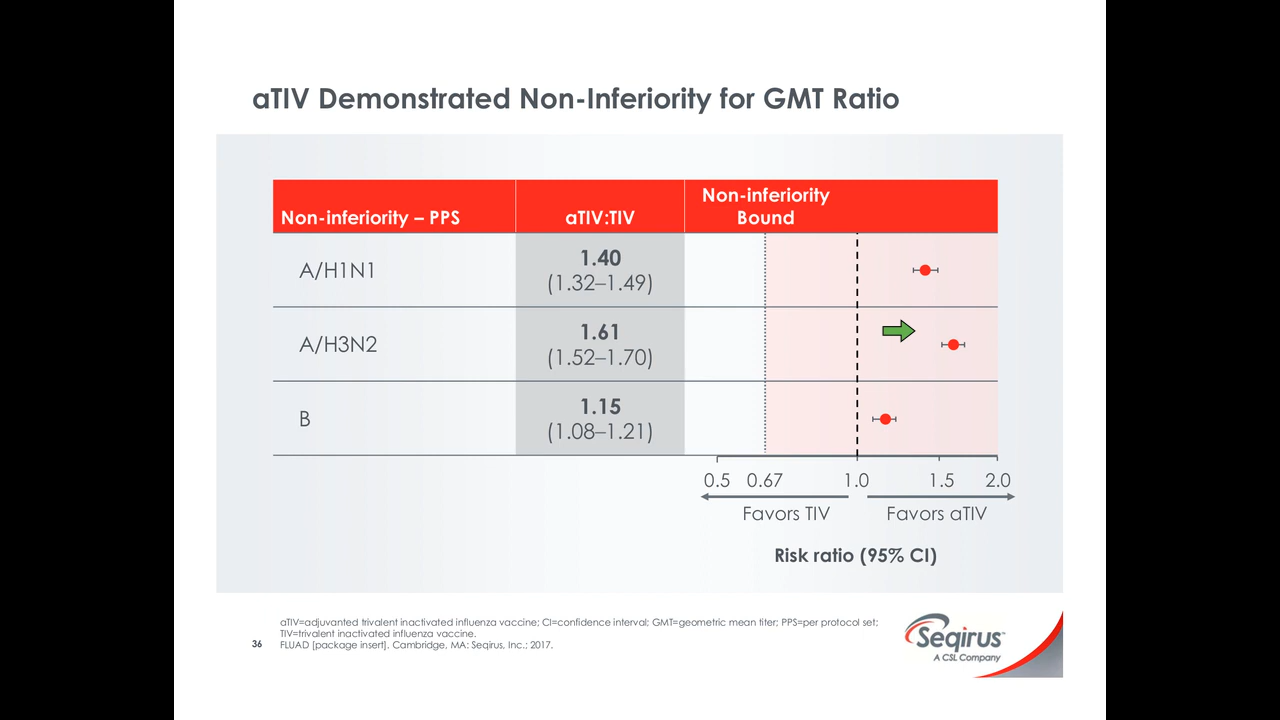 aTIV Demonstrated Non-Inferiority for GMT Ratio
Non-inferiority – PPS
aTIV:TIV
Non-inferiority
Bound
A/H1N1
1.40
(1.32–1.49)
A/H3N2
1.61
(1.52–1.70)
B
1.15
(1.08–1.21)
0.5 0.67 1.0 1.5 2.0
Favors TIV
Favors aTIV
Risk ratio (95% CI)
aTIV=adjuvanted trivalent inactivated influenza vaccine; CI=confidence interval; GMT=geometric mean titer; PPS=per protocol set;
TIV=trivalent inactivated influenza vaccine.
36 FLUAD [package insert]. Cambridge, MA: Seqirus, Inc.; 2017.
Seqirus™
A CSL Company